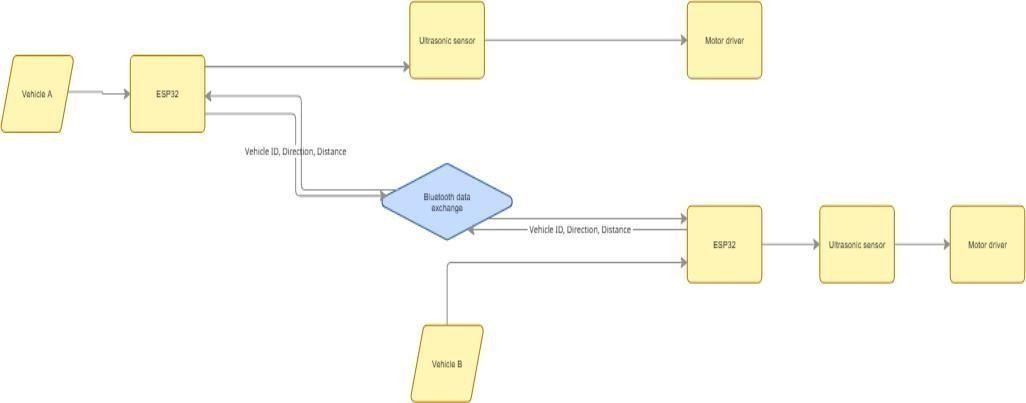 Ultrasonic sensor
Motor driver
Vehicle A
ESP32
Vehicle ID, Direction, Distance
Bluetooth data
exchange
Vehicle ID, Direction, Distance
ESP32
Ultrasonic sensor
Motor driver
Vehicle B